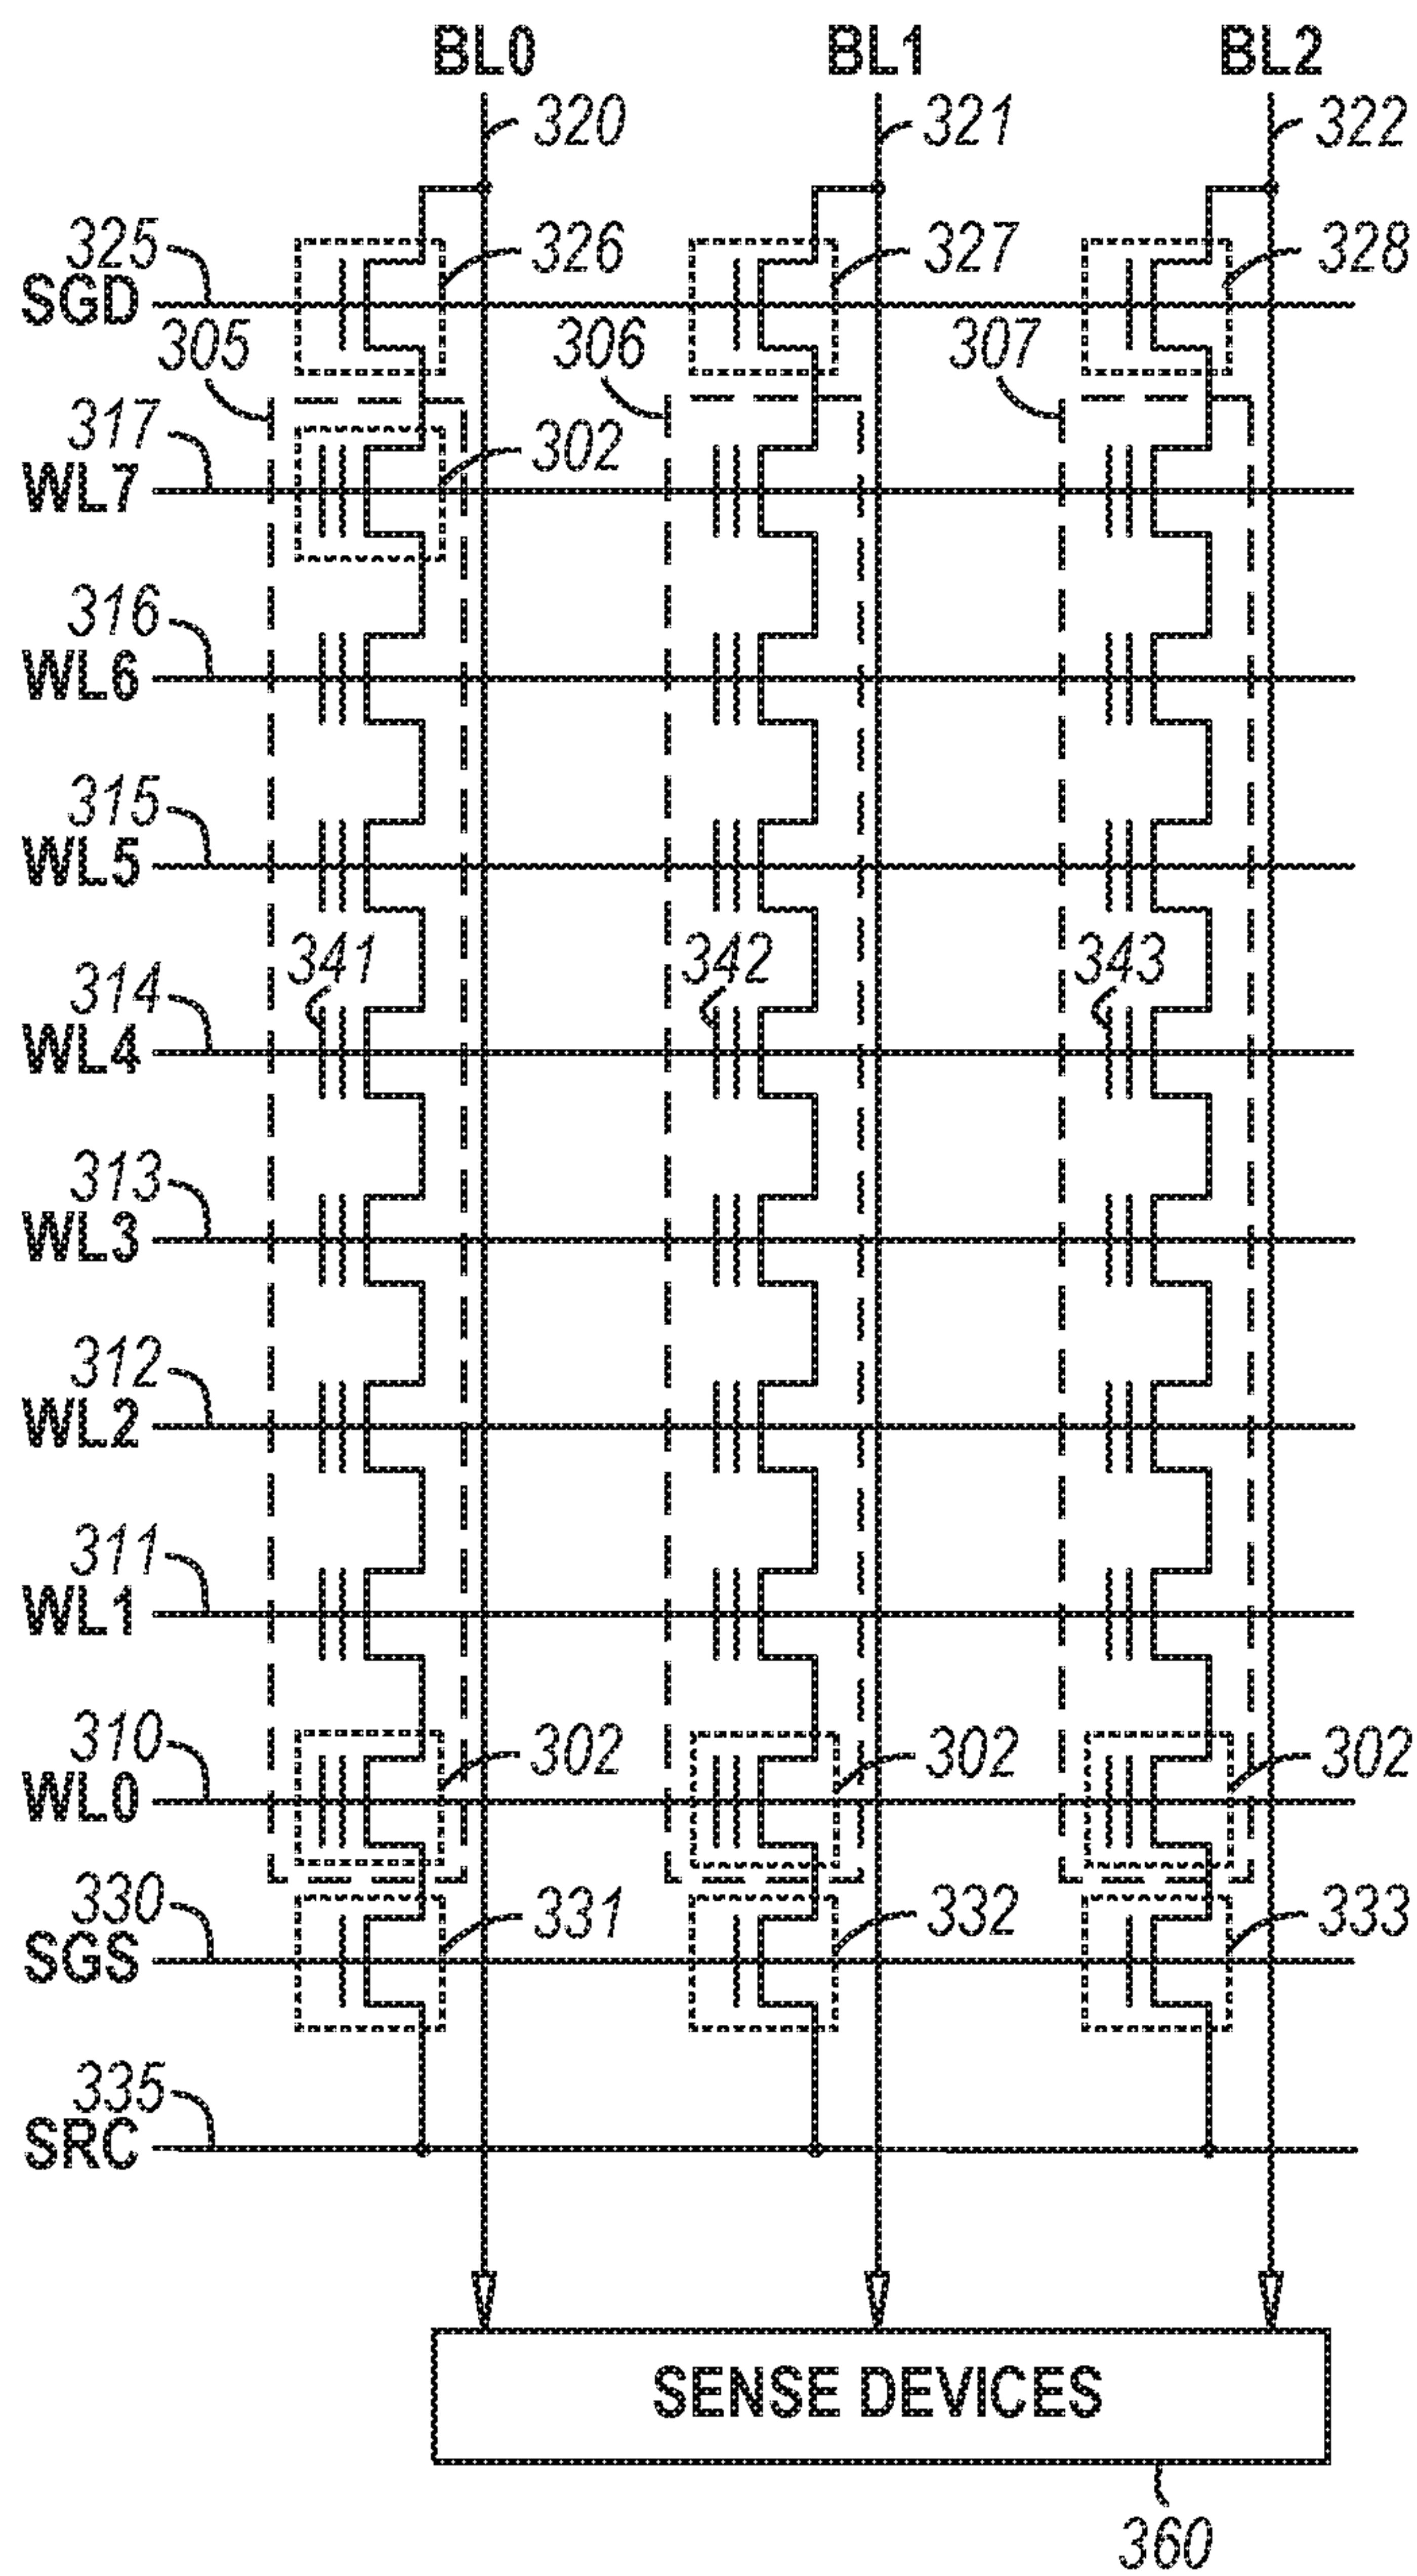 BL0 BL1 BL2
320 321 322
325 326 327 328
SGD
305 306 307
317 302
WL7
316
WL6
315
WL5
341 342 343
314
WL4
313
WL3
312
WL2
311
WL1
310 302 302 302
WL0
330 331 332 333
SGS
335
SRC
SENSE DEVICES
360